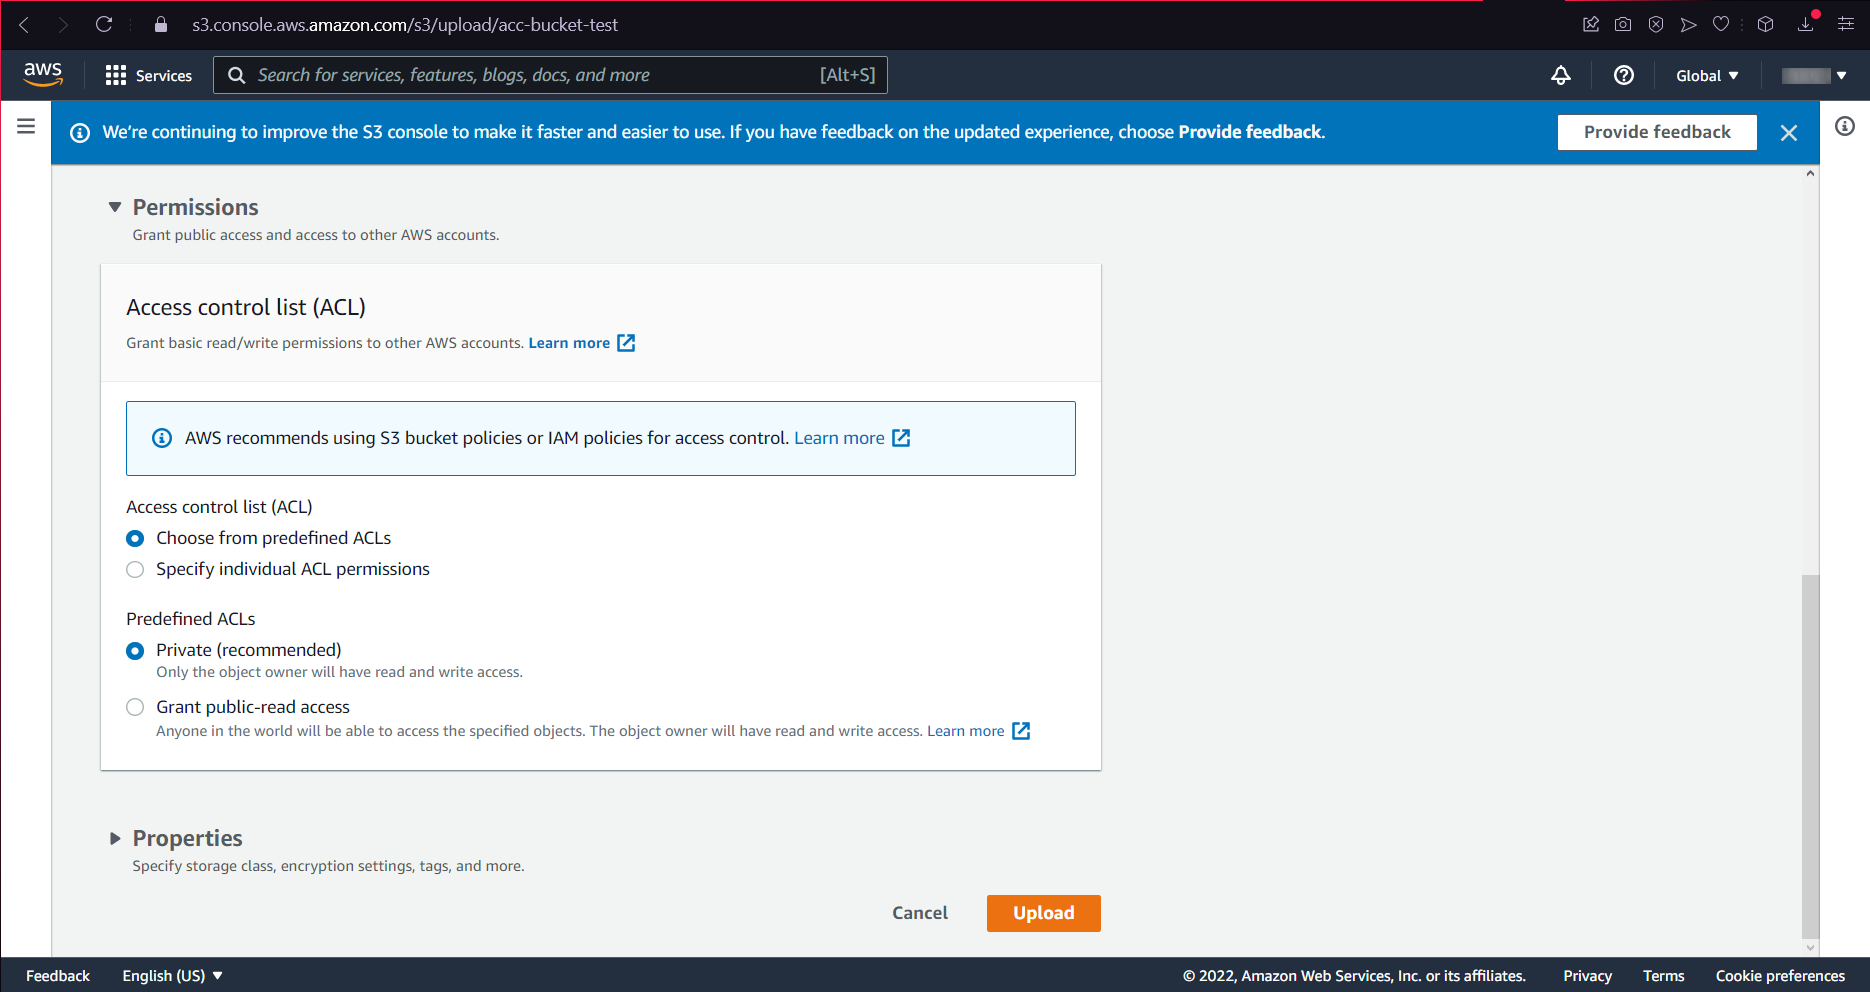 s3.console.aws.amazon.com/s3/upload/acc-bucket-test
aws
Services
Search for services, features, blogs, docs, and more
[Alt+S]
Global
We're continuing to improve the S3 console to make it faster and easier to use. If you have feedback on the updated experience, choose Provide feedback.
Provide feedback
Permissions
Grant public access and access to other AWS accounts.
Access control list (ACL)
Grant basic read/write permissions to other AWS accounts. Learn more
AWS recommends using S3 bucket policies or IAM policies for access control. Learn more
Access control list (ACL)
Choose from predefined ACLs
Specify individual ACL permissions
Predefined ACLs
Private (recommended)
Only the object owner will have read and write access.
Grant public-read access
Anyone in the world will be able to access the specified objects. The object owner will have read and write access. Learn more
Properties
Specify storage class, encryption settings, tags, and more.
Cancel
Upload
Feedback
English (US)
© 2022, Amazon Web Services, Inc. or its affiliates.
Privacy
Terms
Cookie preferences